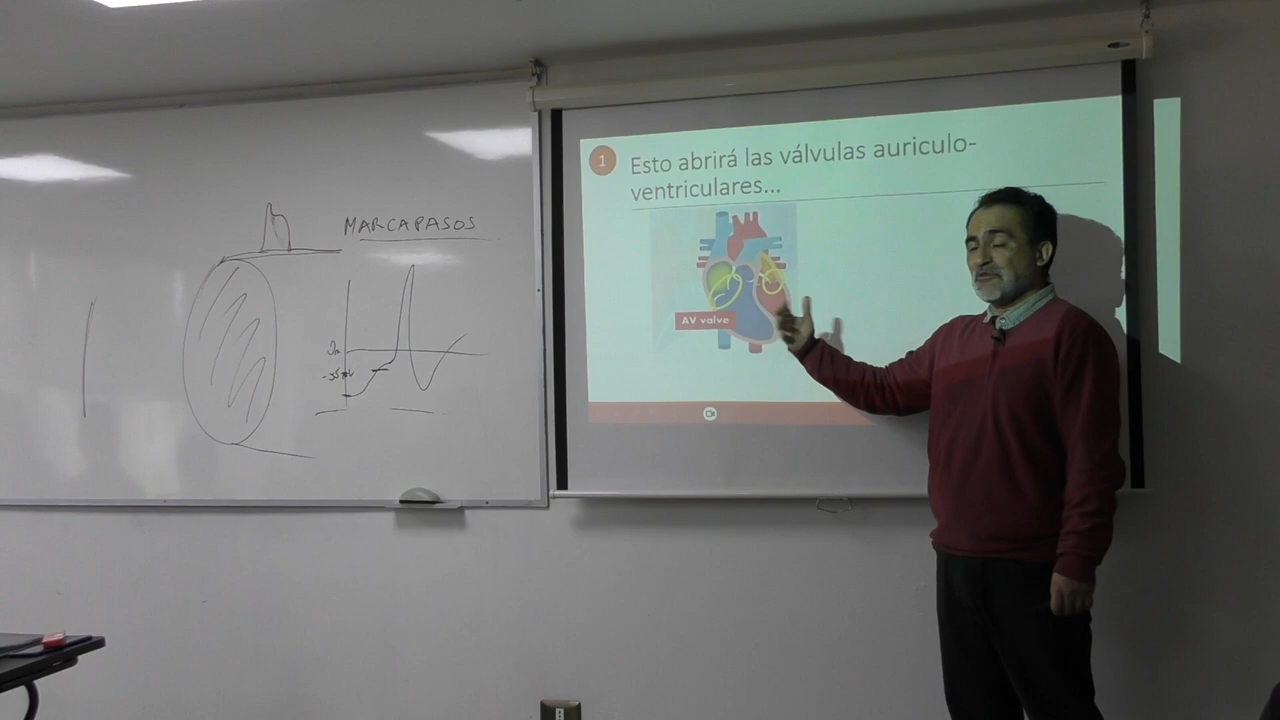 MARCAPASOS
1
Esto abrirá las válvulas auriculo-
ventriculares...
AV valve